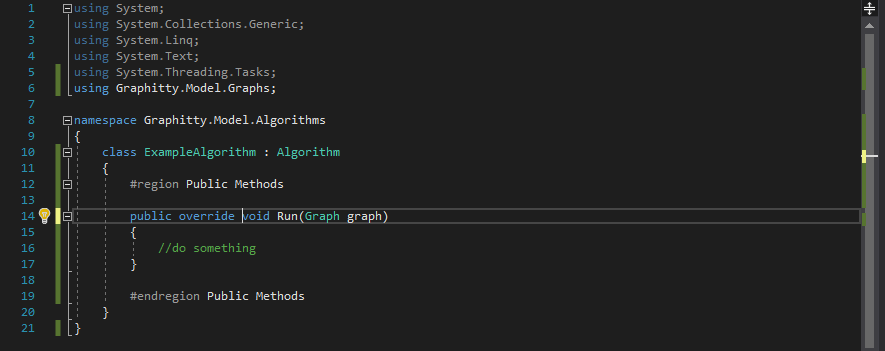 1 using System;
2 using System.Collections.Generic;
3 using System.Linq;
4 using System.Text;
5 using System.Threading.Tasks;
6 using Graphitty.Model.Graphs;
7
8 namespace Graphitty.Model.Algorithms
9 {
10 class ExampleAlgorithm : Algorithm
11 {
12 #region Public Methods
13
14 public override void Run(Graph graph)
15 {
16 //do something
17 }
18
19 #endregion Public Methods
20 }
21 }